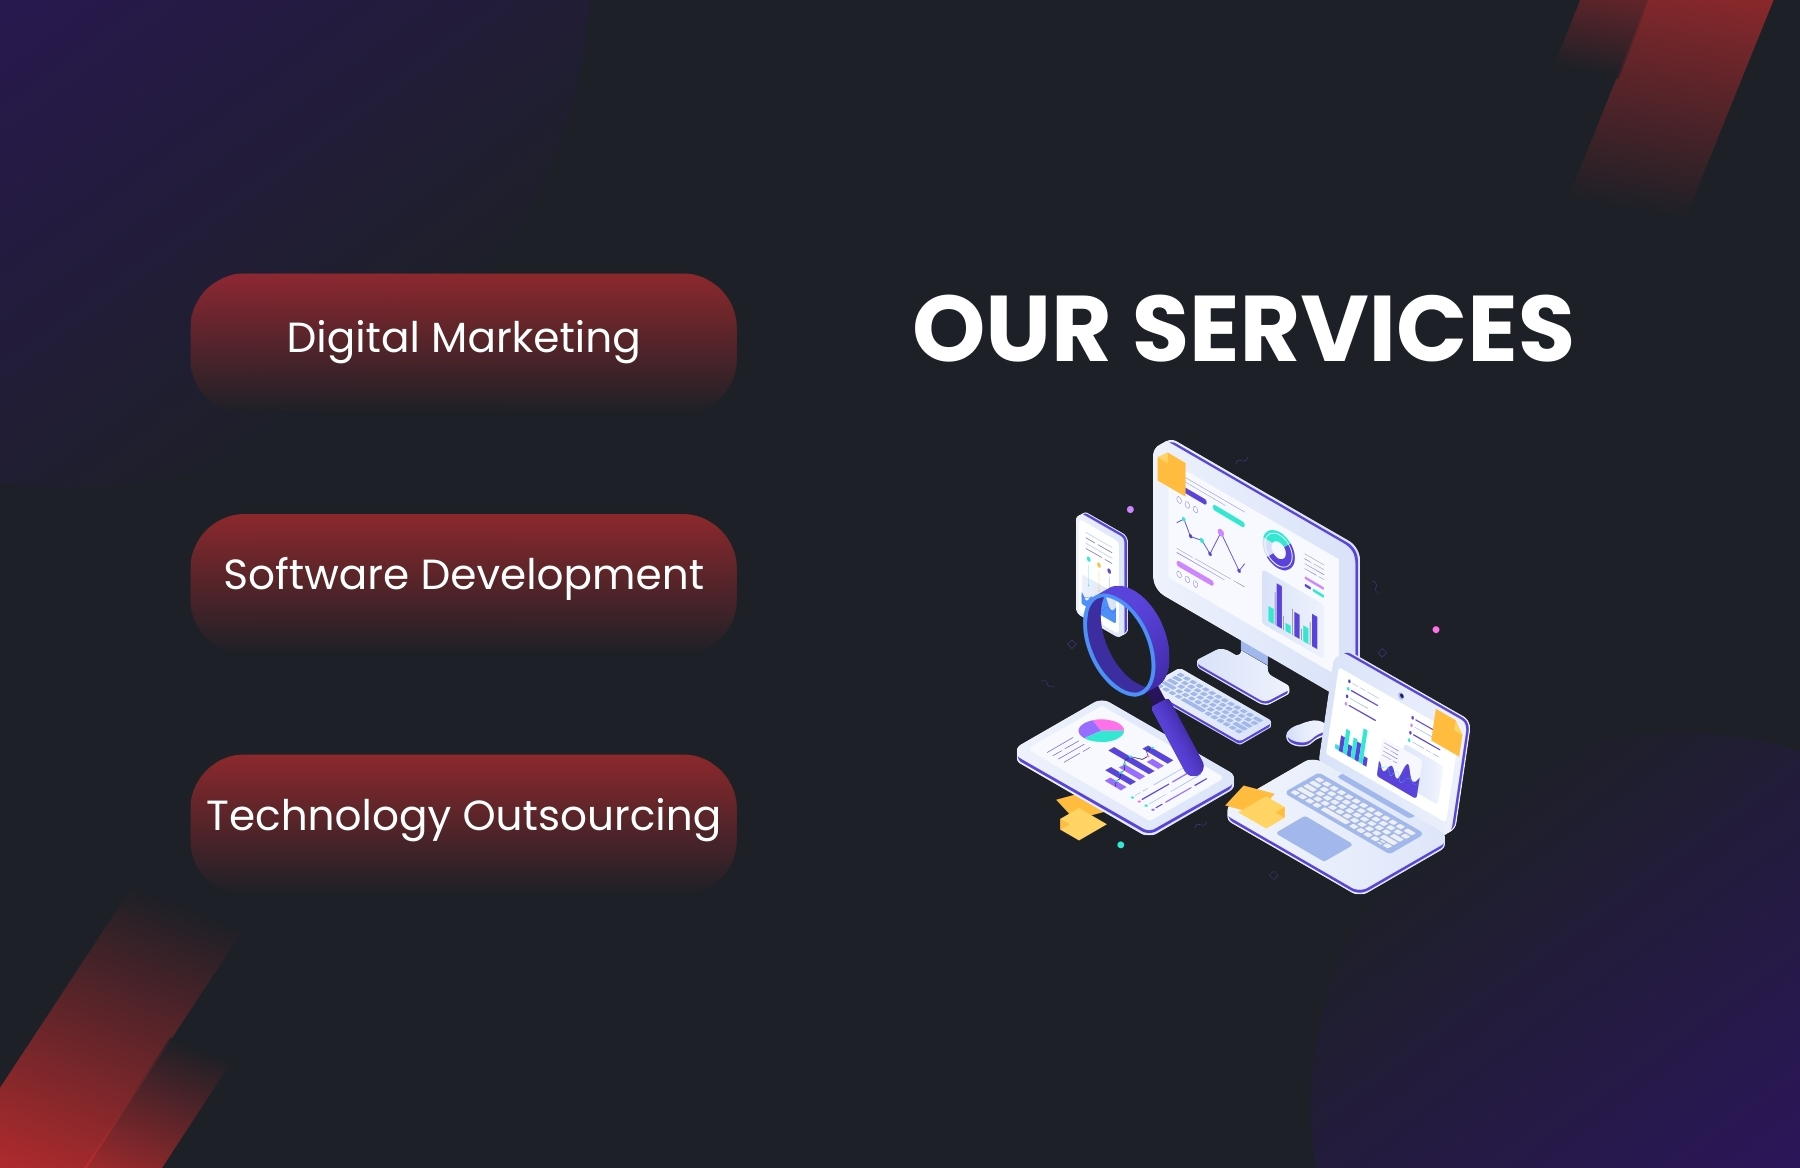 OUR SERVICES
Digital Marketing
Software Development
Technology Outsourcing